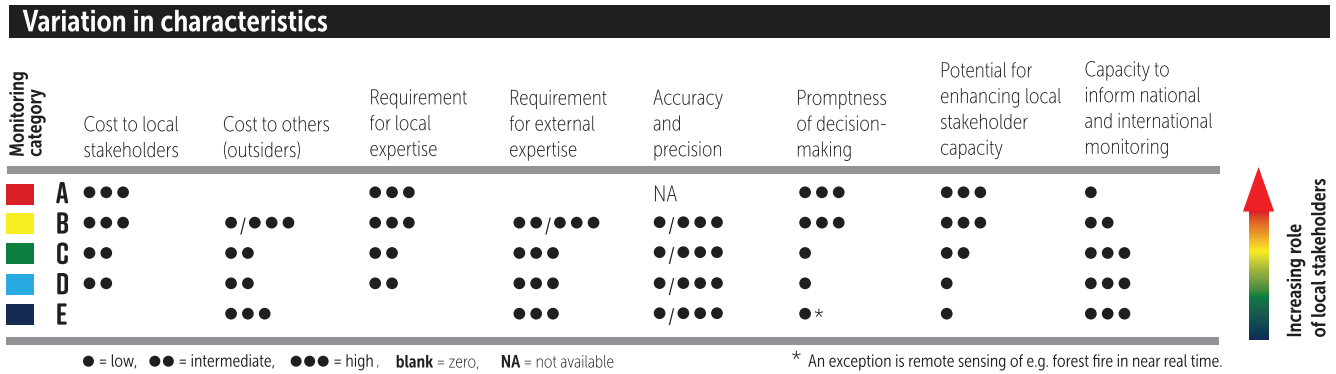 Variation in characteristics
Monitoring
category
Cost to local
stakeholders
Cost to others
(outsiders)
Requirement
for local
expertise
Requirement
for external
expertise
Accuracy
and
precision
Promptness
of decision-
making
Potential for
enhancing local
stakeholder
capacity
Capacity to
inform national
and international
monitoring
A ●●● ●●● NA ●●● ●●● ●
B ●●● ●/●●● ●●● ●●/●●● ●/●●● ●●● ●●● ●●
C ●● ●● ●● ●●● ●/●●● ● ●● ●●●
D ●● ●● ●● ●●● ●/●●● ● ● ●●●
E ●●● ●●● ●/●●● ●* ● ●●●
Increasing role
of local stakeholders
● = low, ●● = intermediate, ●●● = high, blank = zero, NA = not available
* An exception is remote sensing of e.g. forest fire in near real time.